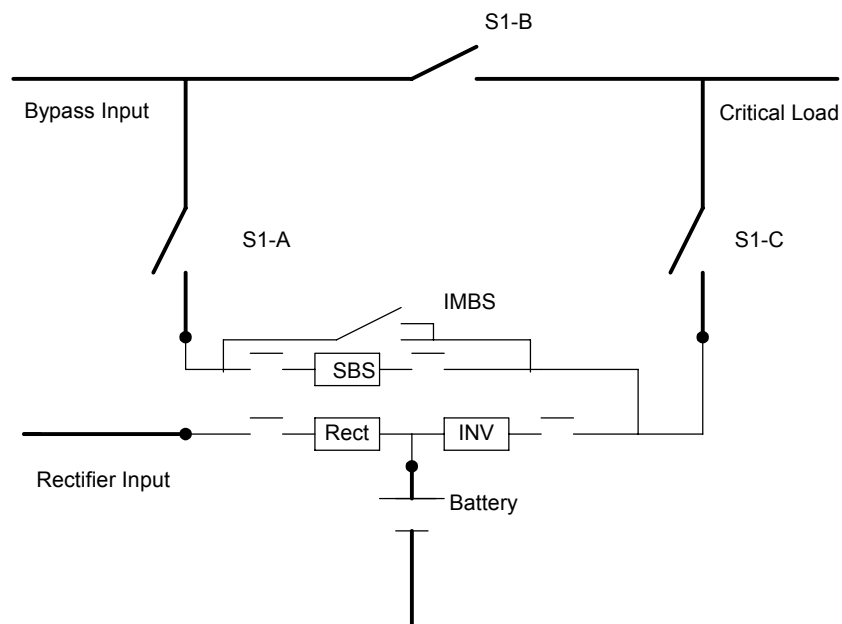 S1-B
Bypass Input
Critical Load
S1-A
S1-C
IMBS
SBS
Rect
INV
Rectifier Input
Battery